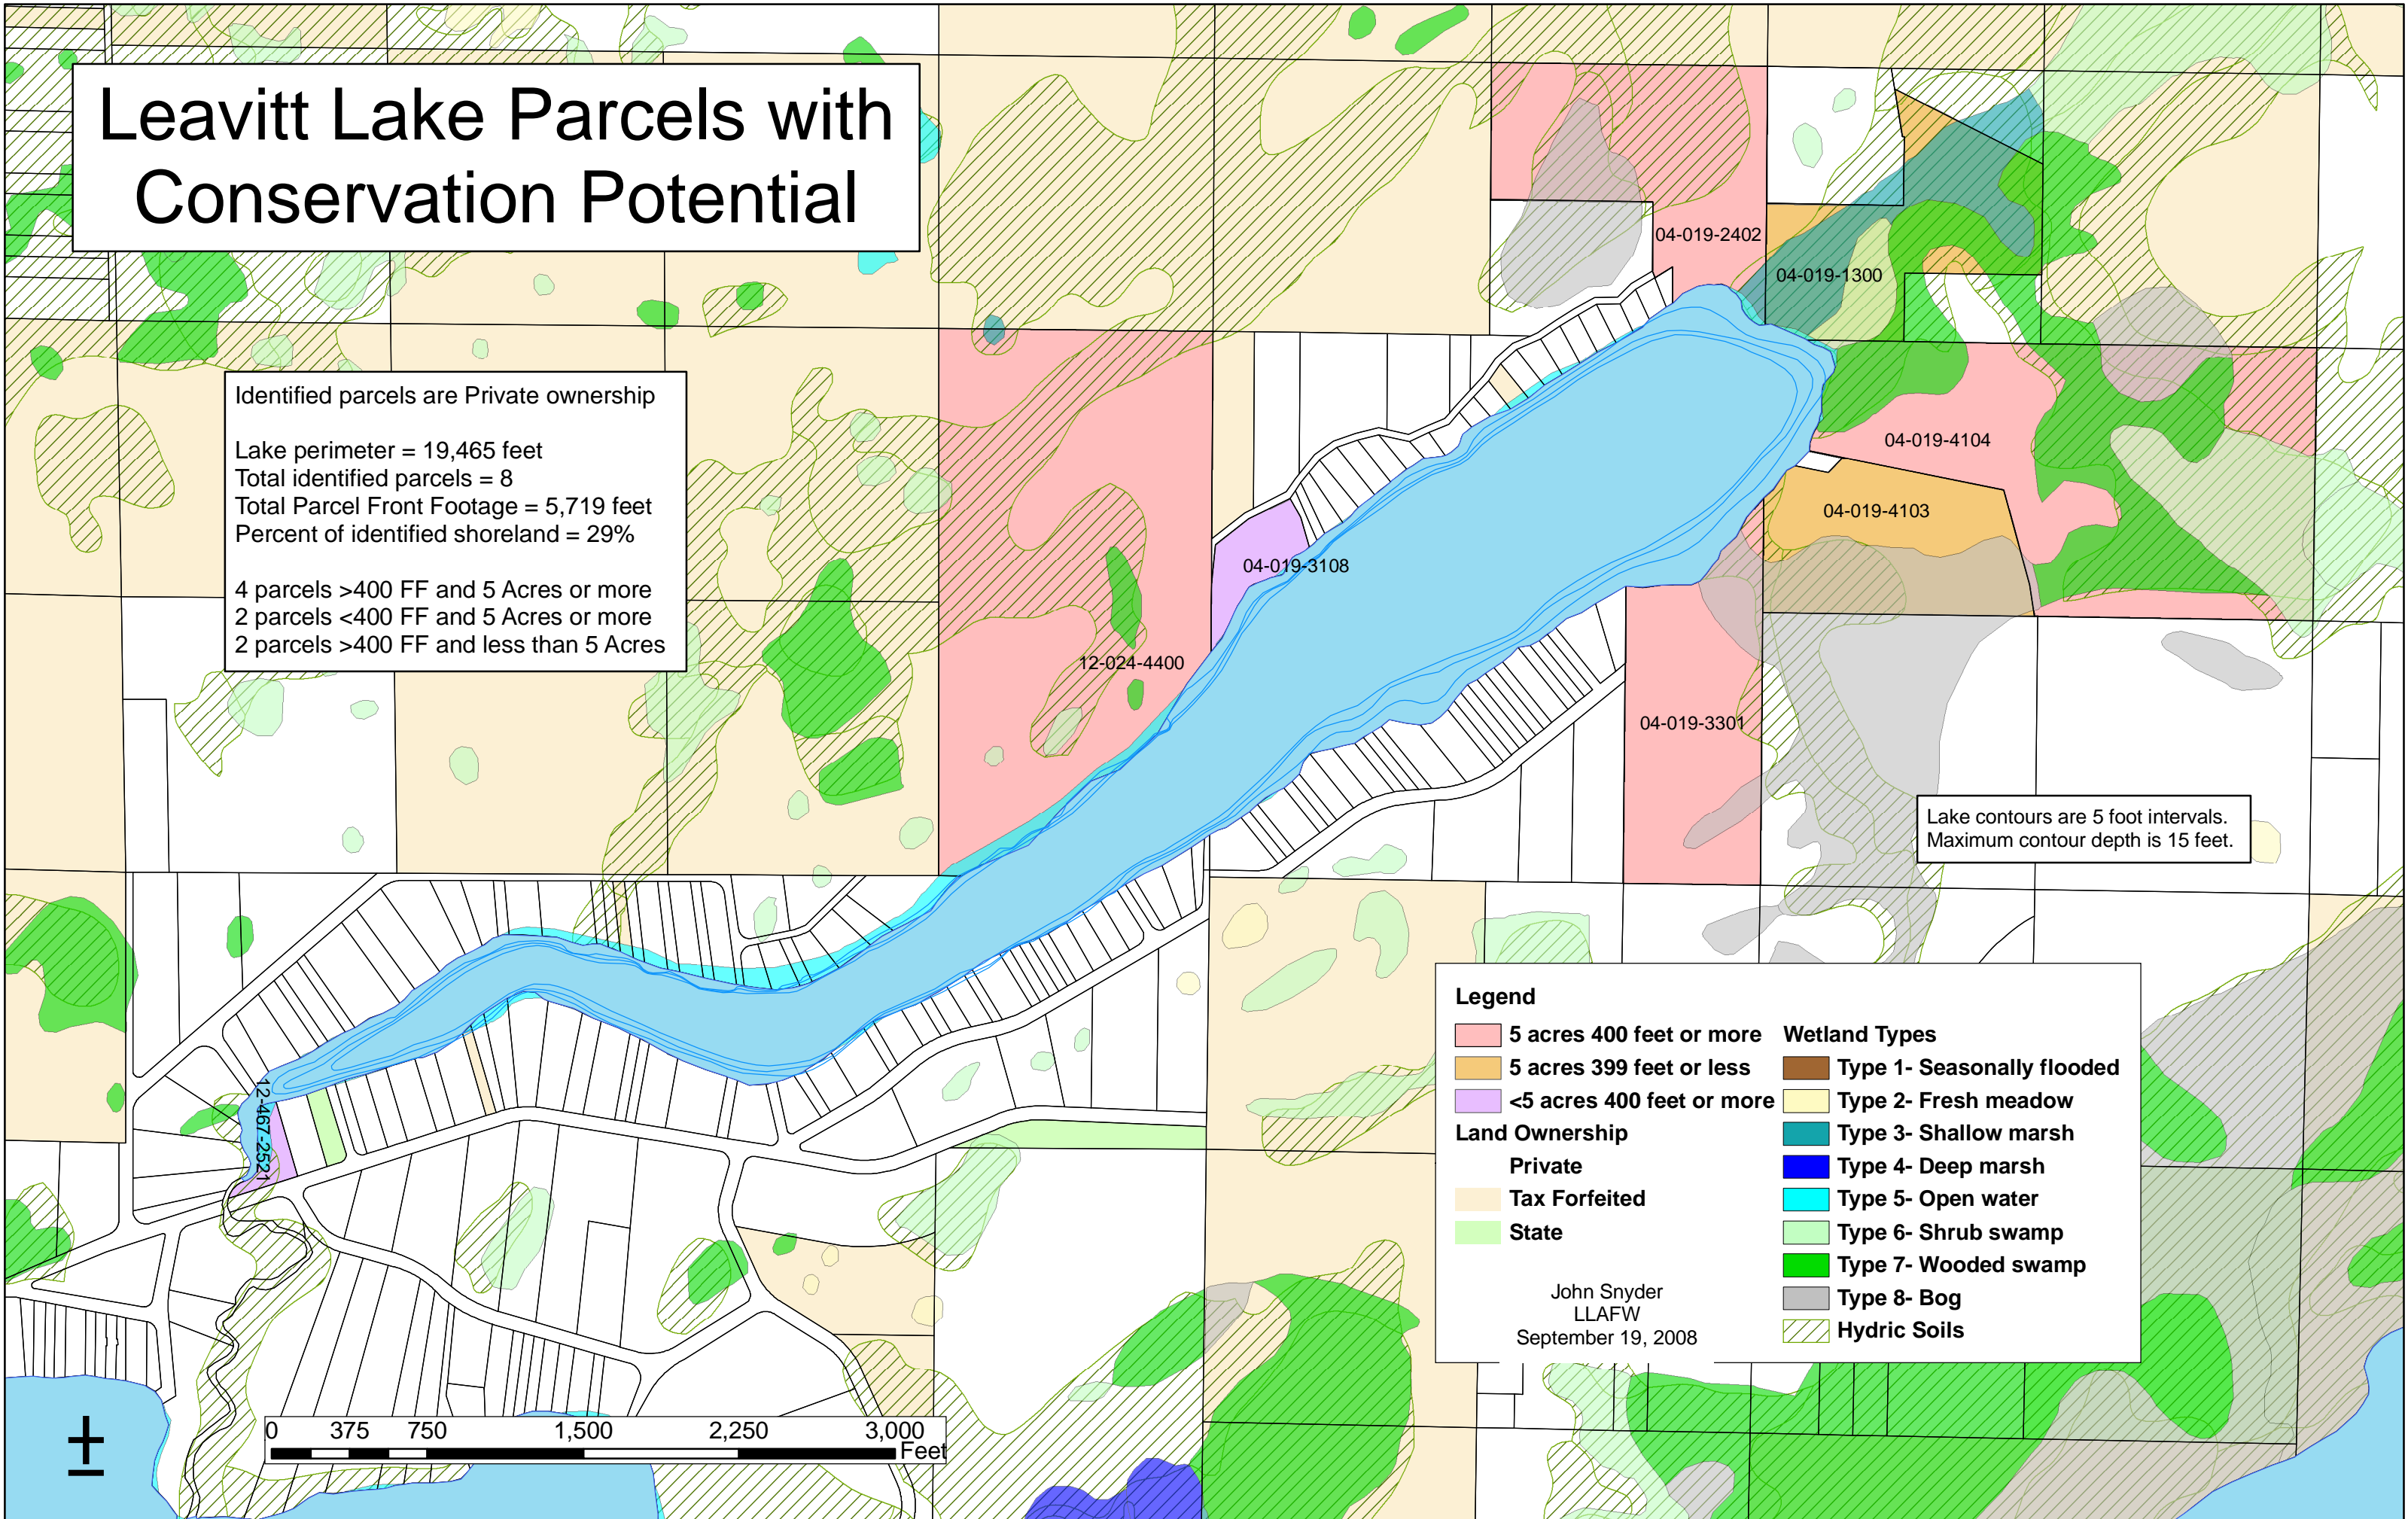 Leavitt Lake Parcels with
Conservation Potential
Identified parcels are Private ownership
Lake perimeter = 19,465 feet
Total identified parcels = 8
Total Parcel Front Footage = 5,719 feet
Percent of identified shoreland = 29%
4 parcels >400 FF and 5 Acres or more
2 parcels <400 FF and 5 Acres or more
2 parcels >400 FF and less than 5 Acres
04-019-2402
04-019-1300
04-019-4104
04-019-4103
04-019-3108
12-024-4400
04-019-3301
12-467-2521
Lake contours are 5 foot intervals.
Maximum contour depth is 15 feet.
Legend
5 acres 400 feet or more
5 acres 399 feet or less
<5 acres 400 feet or more
Land Ownership
Private
Tax Forfeited
State
Wetland Types
Type 1- Seasonally flooded
Type 2- Fresh meadow
Type 3- Shallow marsh
Type 4- Deep marsh
Type 5- Open water
Type 6- Shrub swamp
Type 7- Wooded swamp
Type 8- Bog
Hydric Soils
John Snyder
LLAFW
September 19, 2008
±
0 375 750 1,500 2,250 3,000
Feet